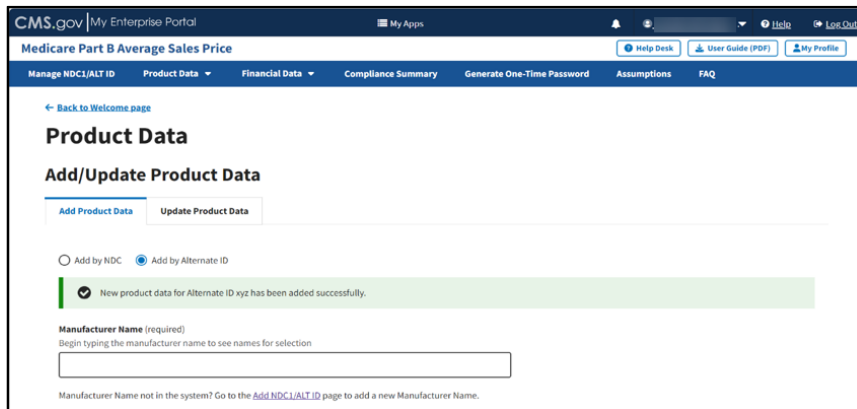 CMS.gov | My Enterprise Portal My Apps Help Log Out
Medicare Part B Average Sales Price Help Desk User Guide (PDF) My Profile
Manage NDC1/ALT ID Product Data Financial Data Compliance Summary Generate One-Time Password Assumptions FAQ
← Back to Welcome page
Product Data
Add/Update Product Data
Add Product Data Update Product Data
Add by NDC Add by Alternate ID
New product data for Alternate ID xyz has been added successfully.
Manufacturer Name (required)
Begin typing the manufacturer name to see names for selection
Manufacturer Name not in the system? Go to the Add NDC1/ALT ID page to add a new Manufacturer Name.